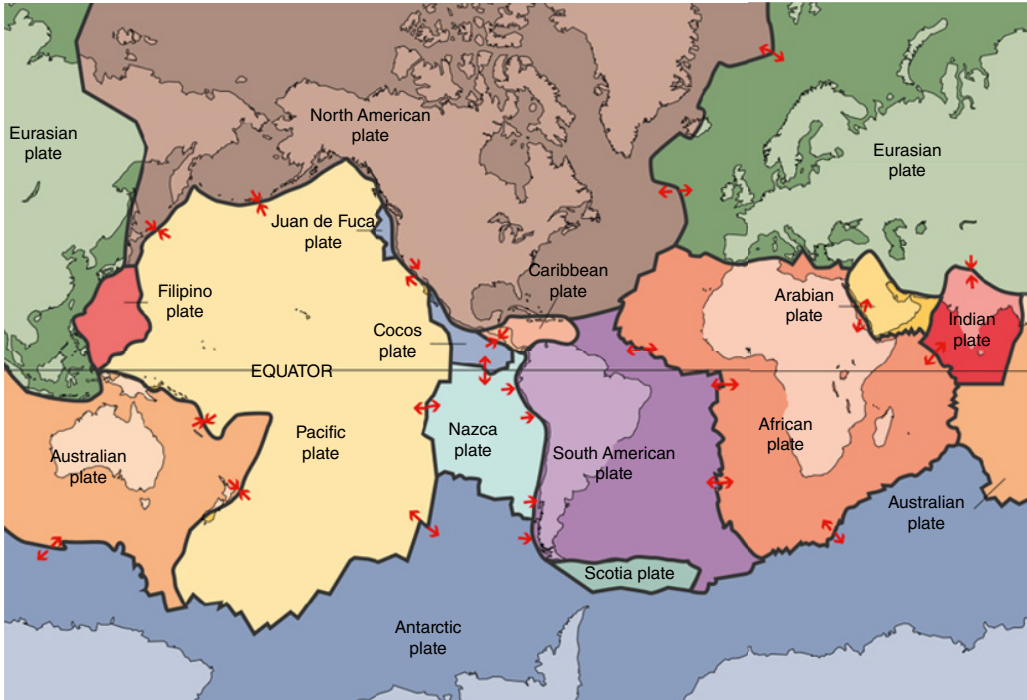 North American
plate
Eurasian
plate
Eurasian
plate
Juan de Fuca
plate
Caribbean
plate
Filipino
plate
Arabian
plate
Indian
plate
Cocos
plate
EQUATOR
Pacific
plate
Nazca
plate
African
plate
Australian
plate
South American
plate
Australian
plate
Scotia plate
Antarctic
plate